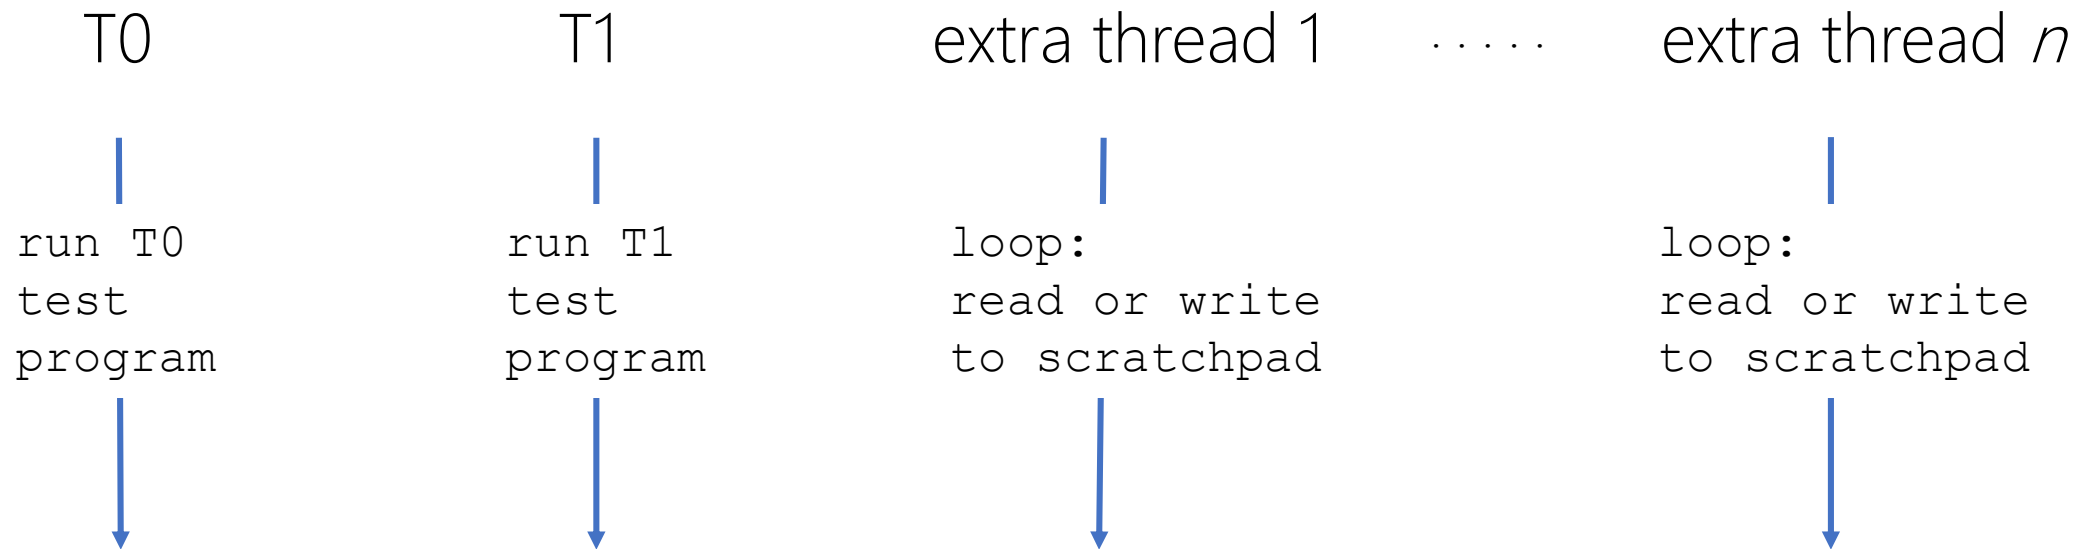 T0 T1 extra thread 1 ..... extra thread n
run T0
test
program
run T1
test
program
loop:
read or write
to scratchpad
loop:
read or write
to scratchpad